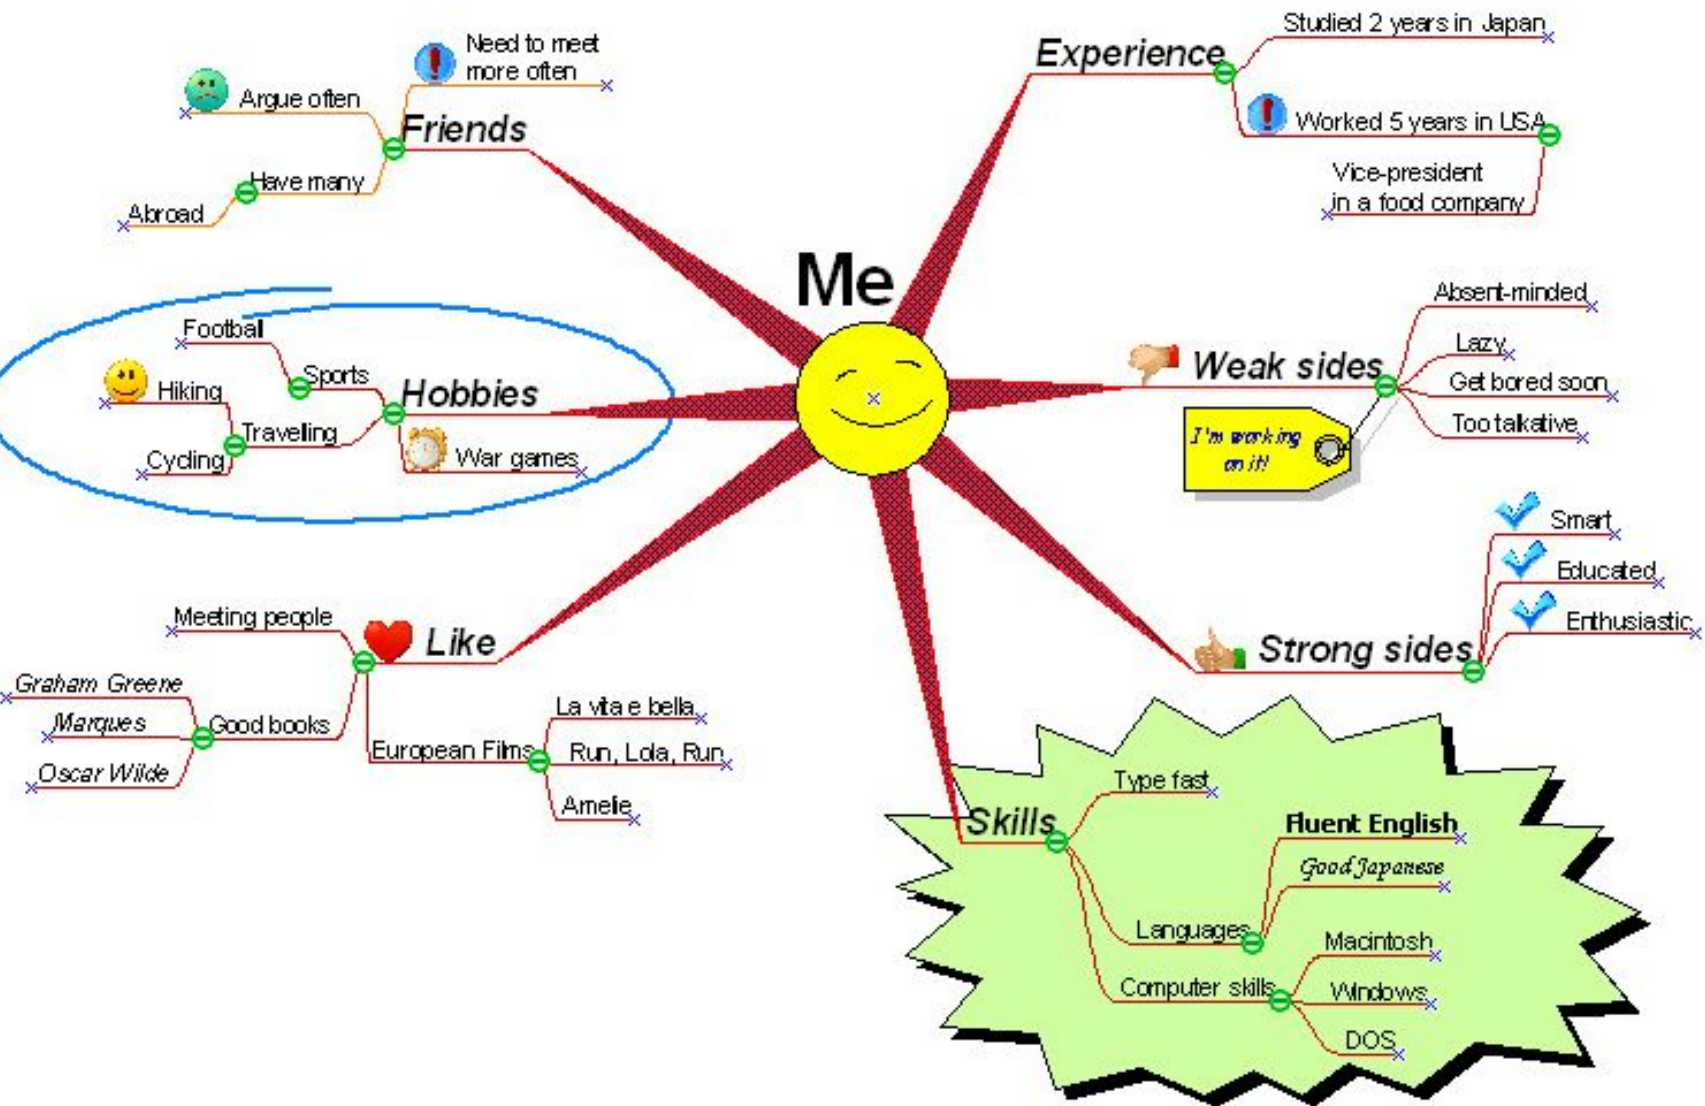 Me
Friends
Need to meet
more often
Argue often
Have many
Abroad
Hobbies
Sports
Football
Travelling
Hiking
Cycling
War games
Like
Meeting people
Good books
Graham Greene
Marques
Oscar Wilde
European Films
La vita e bella
Run, Lola, Run
Amelie
Experience
Studied 2 years in Japan
Worked 5 years in USA
Vice-president
in a food company
Weak sides
Absent-minded
Lazy
Get bored soon
Too talkative
I'm working
on it!
Strong sides
Smart
Educated
Enthusiastic
Skills
Type fast
Languages
Fluent English
Good Japanese
Computer skills
Macintosh
Windows
DOS